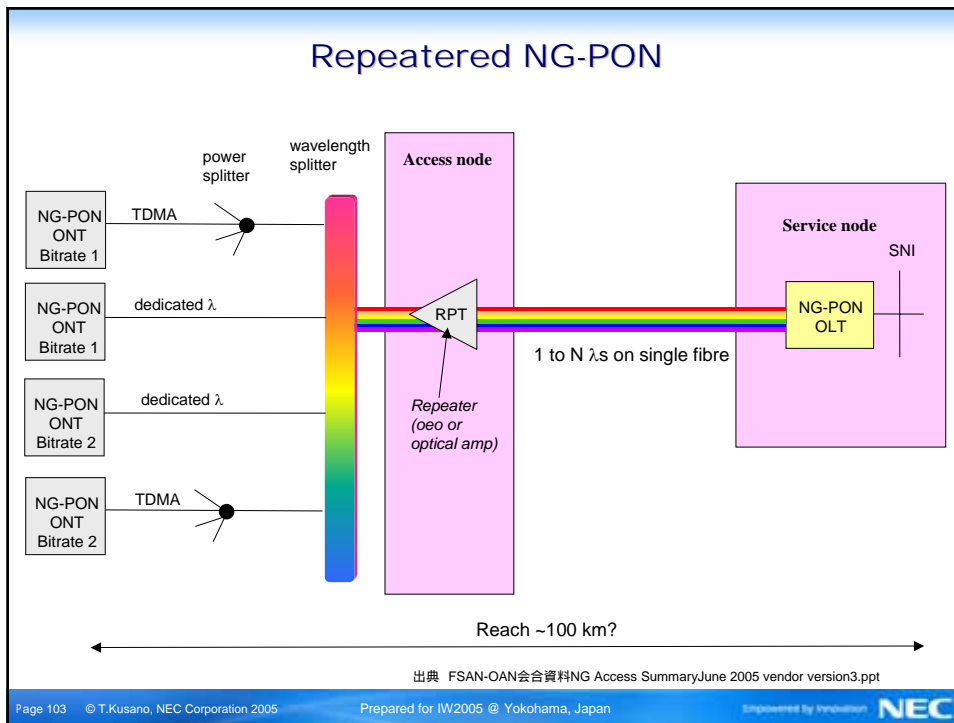 Repeatered NG-PON
power
splitter
wavelength
splitter
Access node
NG-PON
ONT
Bitrate 1
TDMA
NG-PON
ONT
Bitrate 1
dedicated λ
NG-PON
ONT
Bitrate 2
dedicated λ
NG-PON
ONT
Bitrate 2
TDMA
RPT
Repeater
(oeo or
optical amp)
1 to N λs on single fibre
Service node
SNI
NG-PON
OLT
Reach ~100 km?
出典 FSAN-OAN会合資料NG Access SummaryJune 2005 vendor version3.ppt
Page 103 © T.Kusano, NEC Corporation 2005 Prepared for IW2005 @ Yokohama, Japan Empowered by Innovation NEC